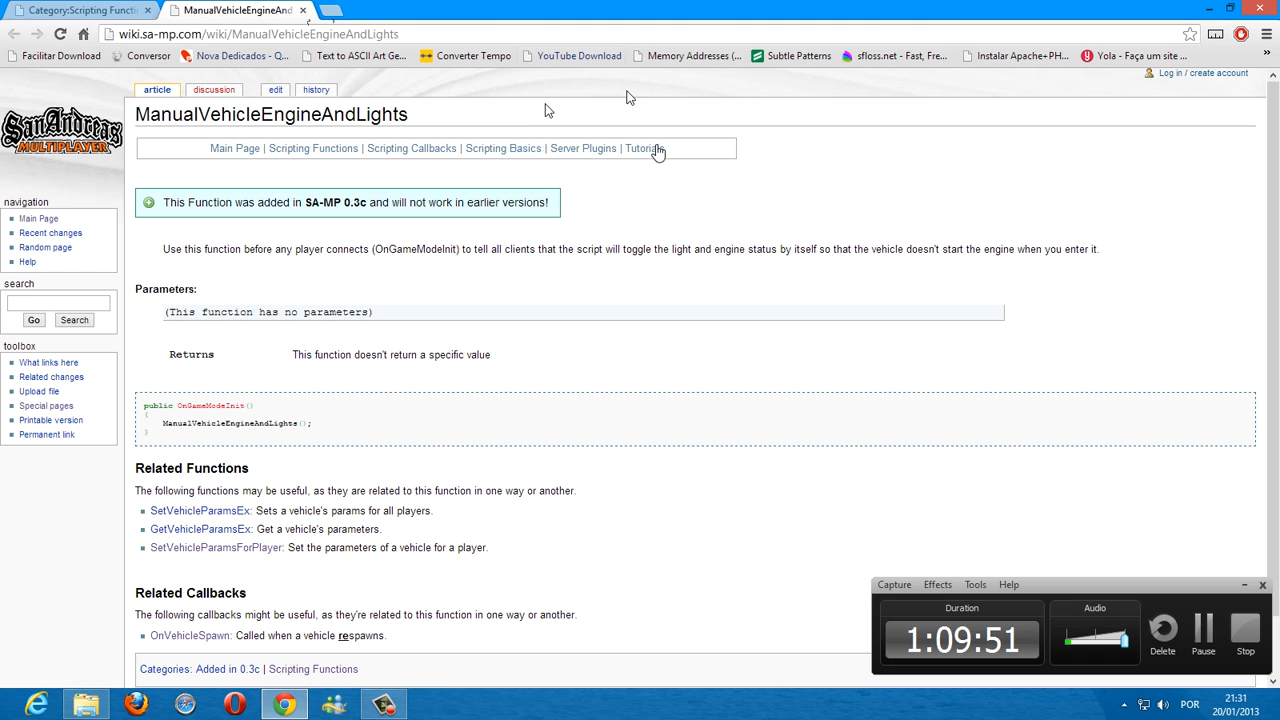 Category:Scripting Functi
ManualVehicleEngineAnd
wiki.sa-mp.com/wiki/ManualVehicleEngineAndLights
Facilitar Download
Conversor
Nova Dedicados - Q...
Text to ASCII Art Ge...
Converter Tempo
YouTube Download
Memory Addresses (...
Subtle Patterns
sfloss.net - Fast, Fre...
Instalar Apache+PH...
Yola - Faça um site ...
Log in / create account
article
discussion
edit
history
San Andreas
MULTIPLAYER
ManualVehicleEngineAndLights
Main Page | Scripting Functions | Scripting Callbacks | Scripting Basics | Server Plugins | Tutorials
This Function was added in SA-MP 0.3c and will not work in earlier versions!
Use this function before any player connects (OnGameModeInit) to tell all clients that the script will toggle the light and engine status by itself so that the vehicle doesn't start the engine when you enter it.
Parameters:
(This function has no parameters)
Returns This function doesn't return a specific value
public OnGameModeInit()
{
ManualVehicleEngineAndLights();
}
Related Functions
The following functions may be useful, as they are related to this function in one way or another.
SetVehicleParamsEx: Sets a vehicle's params for all players.
GetVehicleParamsEx: Get a vehicle's parameters.
SetVehicleParamsForPlayer: Set the parameters of a vehicle for a player.
Related Callbacks
The following callbacks might be useful, as they're related to this function in one way or another.
OnVehicleSpawn: Called when a vehicle respawns.
Categories: Added in 0.3c | Scripting Functions
navigation
Main Page
Recent changes
Random page
Help
search
Go
Search
toolbox
What links here
Related changes
Upload file
Special pages
Printable version
Permanent link
Capture Effects Tools Help
Duration
1:09:51
Audio
Delete
Pause
Stop
POR
21:31
20/01/2013